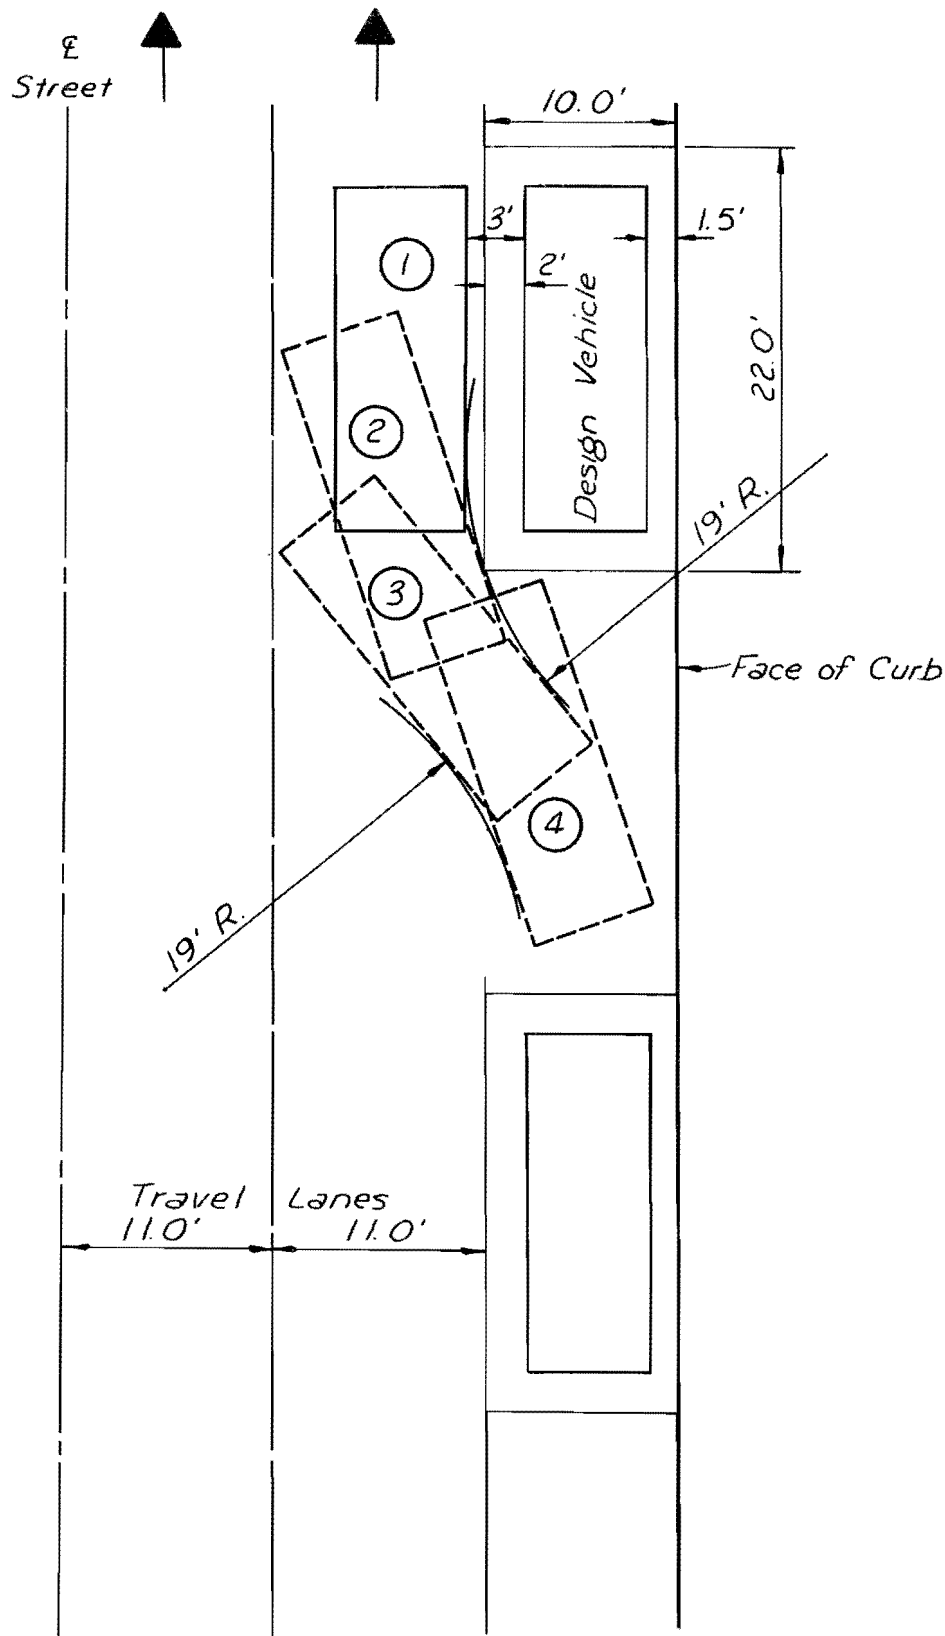 ℄
Street
10.0'
3'
1.5'
1
2'
Design Vehicle
22.0'
2
19' R.
3
Face of Curb
4
19' R.
Travel Lanes
11.0' 11.0'